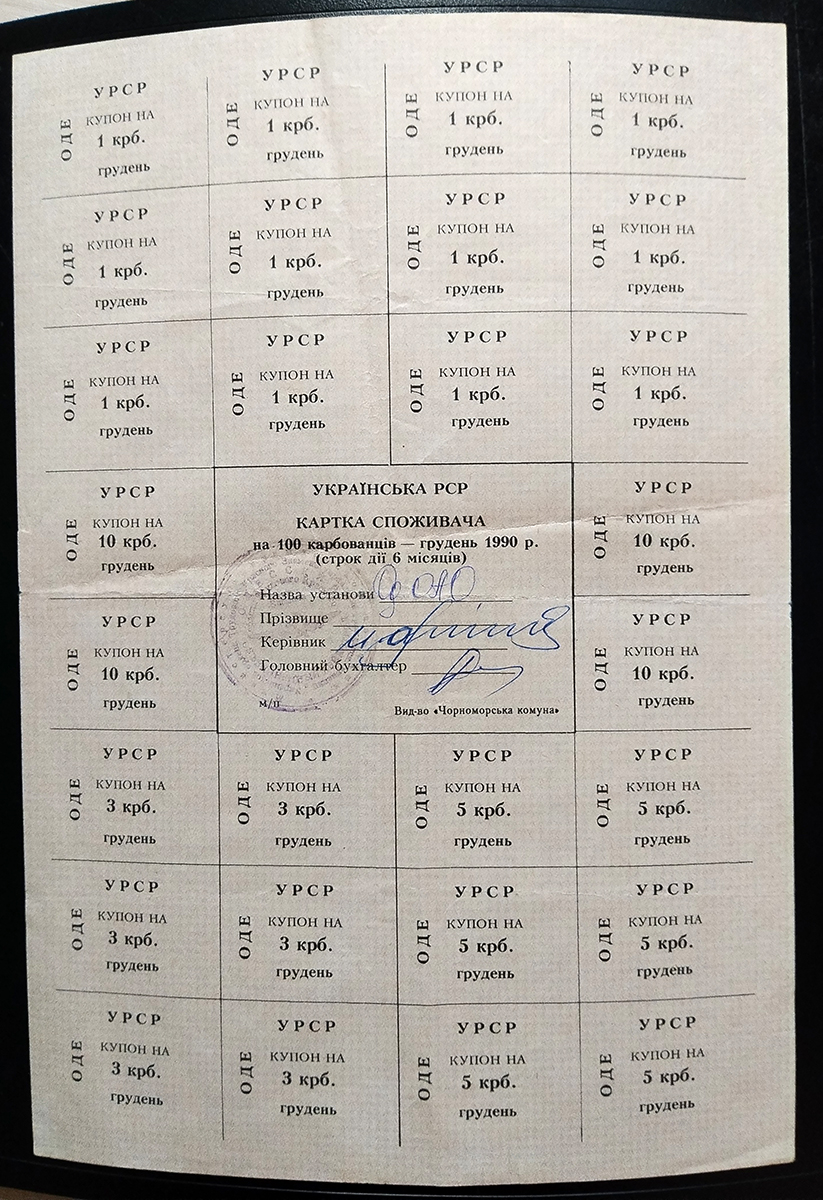 УРСР
ОДЕ
КУПОН НА
1 крб.
грудень
УРСР
ОДЕ
КУПОН НА
1 крб.
грудень
УРСР
ОДЕ
КУПОН НА
1 крб.
грудень
УРСР
ОДЕ
КУПОН НА
1 крб.
грудень
УРСР
ОДЕ
КУПОН НА
1 крб.
грудень
УРСР
ОДЕ
КУПОН НА
1 крб.
грудень
УРСР
ОДЕ
КУПОН НА
1 крб.
грудень
УРСР
ОДЕ
КУПОН НА
1 крб.
грудень
УРСР
ОДЕ
КУПОН НА
1 крб.
грудень
УРСР
ОДЕ
КУПОН НА
1 крб.
грудень
УРСР
ОДЕ
КУПОН НА
1 крб.
грудень
УРСР
ОДЕ
КУПОН НА
1 крб.
грудень
УРСР
ОДЕ
КУПОН НА
10 крб.
грудень
УКРАЇНСЬКА РСР
КАРТКА СПОЖИВАЧА
на 100 карбованців — грудень 1990 р.
(строк дії 6 місяців)
Назва установи
Прізвище
Керівник
Головний бухгалтер
м/п
Вид-во «Чорноморська комуна»
УРСР
ОДЕ
КУПОН НА
10 крб.
грудень
УРСР
ОДЕ
КУПОН НА
10 крб.
грудень
УРСР
ОДЕ
КУПОН НА
10 крб.
грудень
УРСР
ОДЕ
КУПОН НА
3 крб.
грудень
УРСР
ОДЕ
КУПОН НА
3 крб.
грудень
УРСР
ОДЕ
КУПОН НА
5 крб.
грудень
УРСР
ОДЕ
КУПОН НА
5 крб.
грудень
УРСР
ОДЕ
КУПОН НА
3 крб.
грудень
УРСР
ОДЕ
КУПОН НА
3 крб.
грудень
УРСР
ОДЕ
КУПОН НА
5 крб.
грудень
УРСР
ОДЕ
КУПОН НА
5 крб.
грудень
УРСР
ОДЕ
КУПОН НА
3 крб.
грудень
УРСР
ОДЕ
КУПОН НА
3 крб.
грудень
УРСР
ОДЕ
КУПОН НА
5 крб.
грудень
УРСР
ОДЕ
КУПОН НА
5 крб.
грудень